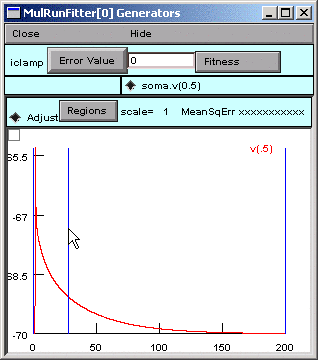 MulRunFitter[0] Generators
Close Hide
iclamp Error Value 0 Fitness
soma.v(0.5)
Adjust Regions scale= 1 MeanSqErr xxxxxxxxxxx
v(.5)
65.5
-67
68.5
-70
0 50 100 150 200